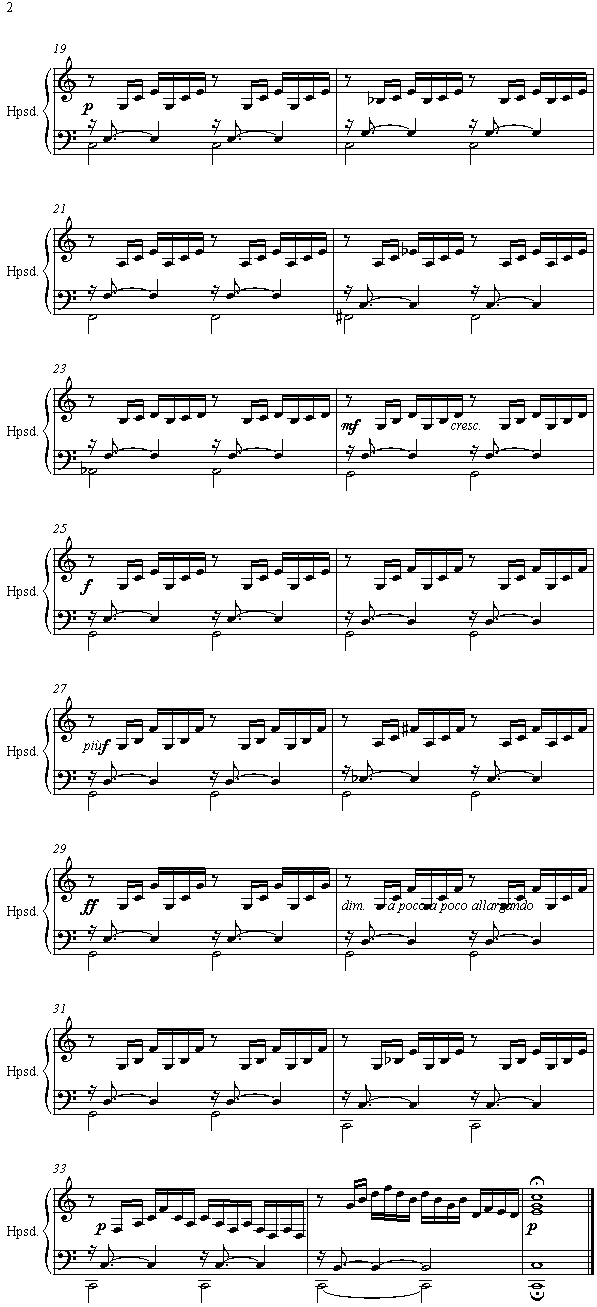 2
19
p
Hpsd.
21
Hpsd.
23
mf cresc.
Hpsd.
25
f
Hpsd.
27
più f
Hpsd.
29
ff dim. a poco a poco allargando
Hpsd.
31
Hpsd.
33
p p
Hpsd.